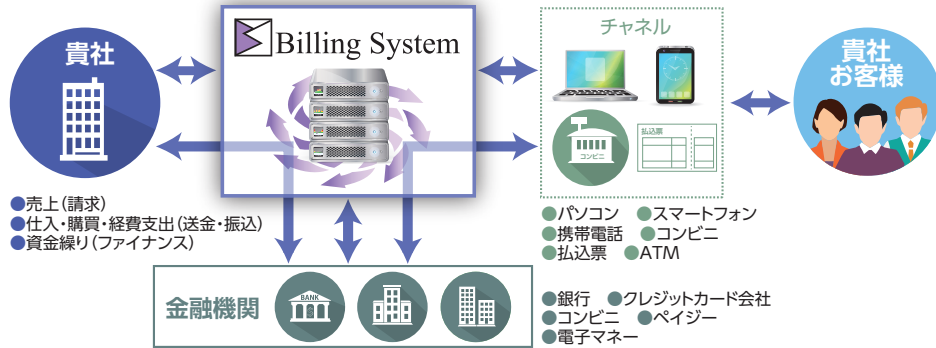 貴社
Billing System
チャネル
コンビニ
払込票
貴社
お客様
●売上(請求)
●仕入・購買・経費支出(送金・振込)
●資金繰り(ファイナンス)
●パソコン ●スマートフォン
●携帯電話 ●コンビニ
●払込票 ●ATM
金融機関
BANK
●銀行 ●クレジットカード会社
●コンビニ ●ペイジー
●電子マネー